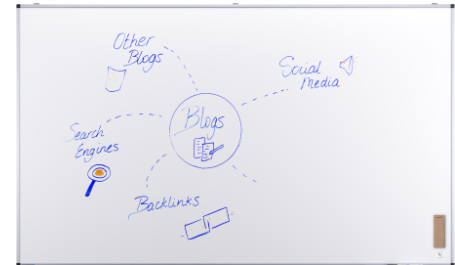 Other
Blogs
Social
Media
Blogs
Search
Engines
Backlinks